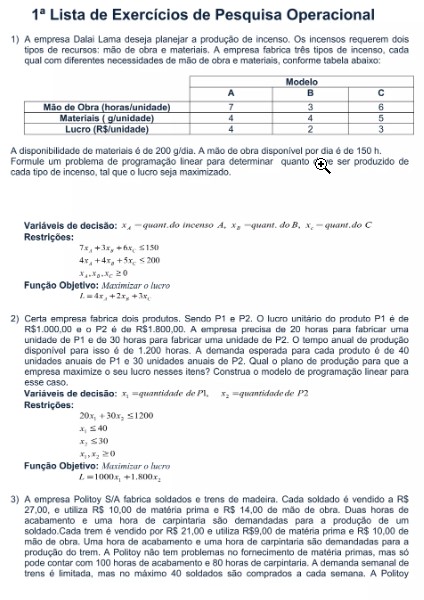 1ª Lista de Exercícios de Pesquisa Operacional
1) A empresa Dalai Lama deseja planejar a produção de incenso. Os incensos requerem dois
tipos de recursos: mão de obra e materiais. A empresa fabrica três tipos de incenso, cada
qual com diferentes necessidades de mão de obra e materiais, conforme tabela abaixo:
Modelo
A B C
Mão de Obra (horas/unidade) 7 3 6
Materiais ( g/unidade) 4 4 5
Lucro (R$/unidade) 4 2 3
A disponibilidade de materiais é de 200 g/dia. A mão de obra disponível por dia é de 150 h.
Formule um problema de programação linear para determinar quanto ser produzido de
cada tipo de incenso, tal que o lucro seja maximizado.
Variáveis de decisão: x_A − quant.do incenso A, x_B − quant. do B, x_C − quant.do C
Restrições:
7x_A + 3x_B + 6x_C ≤ 150
4x_A + 4x_B + 5x_C ≤ 200
x_A, x_B, x_C ≥ 0
Função Objetivo: Maximizar o lucro
L = 4x_A + 2x_B + 3x_C
2) Certa empresa fabrica dois produtos. Sendo P1 e P2. O lucro unitário do produto P1 é de
R$1.000,00 e o P2 é de R$1.800,00. A empresa precisa de 20 horas para fabricar uma
unidade de P1 e de 30 horas para fabricar uma unidade de P2. O tempo anual de produção
disponível para isso é de 1.200 horas. A demanda esperada para cada produto é de 40
unidades anuais de P1 e 30 unidades anuais de P2. Qual o plano de produção para que a
empresa maximize o seu lucro nesses itens? Construa o modelo de programação linear para
esse caso.
Variáveis de decisão: x₁ = quantidade de P1, x₂ = quantidade de P2
Restrições:
20x₁ + 30x₂ ≤ 1200
x₁ ≤ 40
x₂ ≤ 30
x₁, x₂ ≥ 0
Função Objetivo: Maximizar o lucro
L = 1000x₁ + 1.800x₂
3) A empresa Politoy S/A fabrica soldados e trens de madeira. Cada soldado é vendido a R$
27,00, e utiliza R$ 10,00 de matéria prima e R$ 14,00 de mão de obra. Duas horas de
acabamento e uma hora de carpintaria são demandadas para a produção de um
soldado.Cada trem é vendido por R$ 21,00 e utiliza R$9,00 de matéria prima e R$ 10,00 de
mão de obra. Uma hora de acabamento e uma hora de carpintaria são demandadas para a
produção do trem. A Politoy não tem problemas no fornecimento de matéria primas, mas só
pode contar com 100 horas de acabamento e 80 horas de carpintaria. A demanda semanal de
trens é limitada, mas no máximo 40 soldados são comprados a cada semana. A Politoy